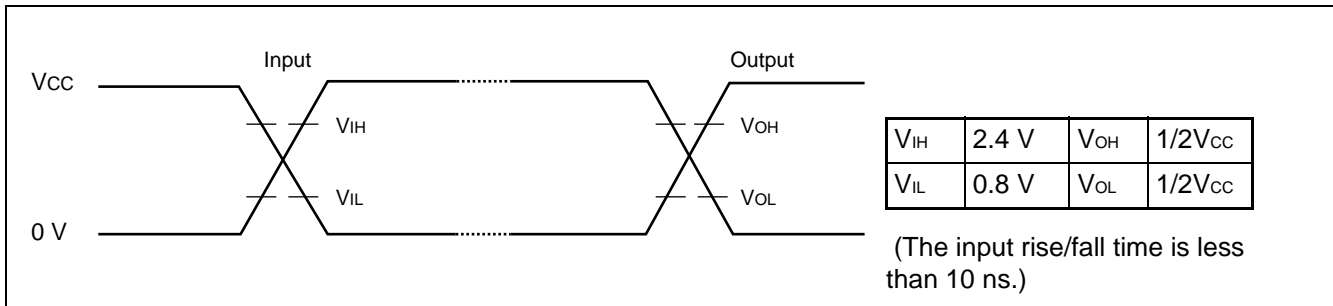 Input
Output
VCC
VIH
VOH
VIL
VOL
0 V
VIH 2.4 V VOH 1/2VCC
VIL 0.8 V VOL 1/2VCC
(The input rise/fall time is less
than 10 ns.)